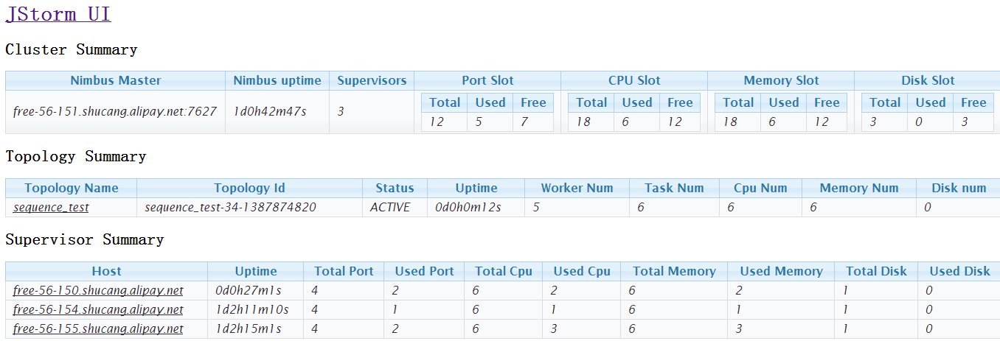 JStorm UI
Cluster Summary
Nimbus Master Nimbus uptime Supervisors Port Slot CPU Slot Memory Slot Disk Slot
Total Used Free Total Used Free Total Used Free Total Used Free
free-56-151.shucang.alipay.net:7627 1d0h42m47s 3 12 5 7 18 6 12 18 6 12 3 0 3
Topology Summary
Topology Name Topology Id Status Uptime Worker Num Task Num Cpu Num Memory Num Disk num
sequence_test sequence_test-34-1387874820 ACTIVE 0d0h0m12s 5 6 6 6 0
Supervisor Summary
Host Uptime Total Port Used Port Total Cpu Used Cpu Total Memory Used Memory Total Disk Used Disk
free-56-150.shucang.alipay.net 0d0h27m1s 4 2 6 2 6 2 1 0
free-56-154.shucang.alipay.net 1d2h11m10s 4 1 6 1 6 1 1 0
free-56-155.shucang.alipay.net 1d2h15m1s 4 2 6 3 6 3 1 0